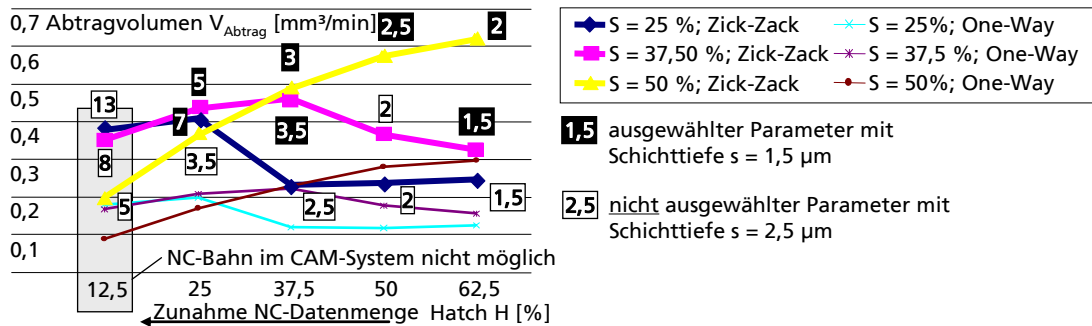 0,7 Abtragvolumen V_Abtrag [mm³/min]
0,6
0,5
0,4
0,3
0,2
0,1
2,5
2
3
5
13
7
3,5
2
1,5
8
3,5
5
2,5
2
1,5
NC-Bahn im CAM-System nicht möglich
12,5 25 37,5 50 62,5
Zunahme NC-Datenmenge Hatch H [%]
S = 25 %; Zick-Zack
S = 25%; One-Way
S = 37,50 %; Zick-Zack
S = 37,5 %; One-Way
S = 50 %; Zick-Zack
S = 50%; One-Way
1,5 ausgewählter Parameter mit
Schichttiefe s = 1,5 µm
2,5 nicht ausgewählter Parameter mit
Schichttiefe s = 2,5 µm